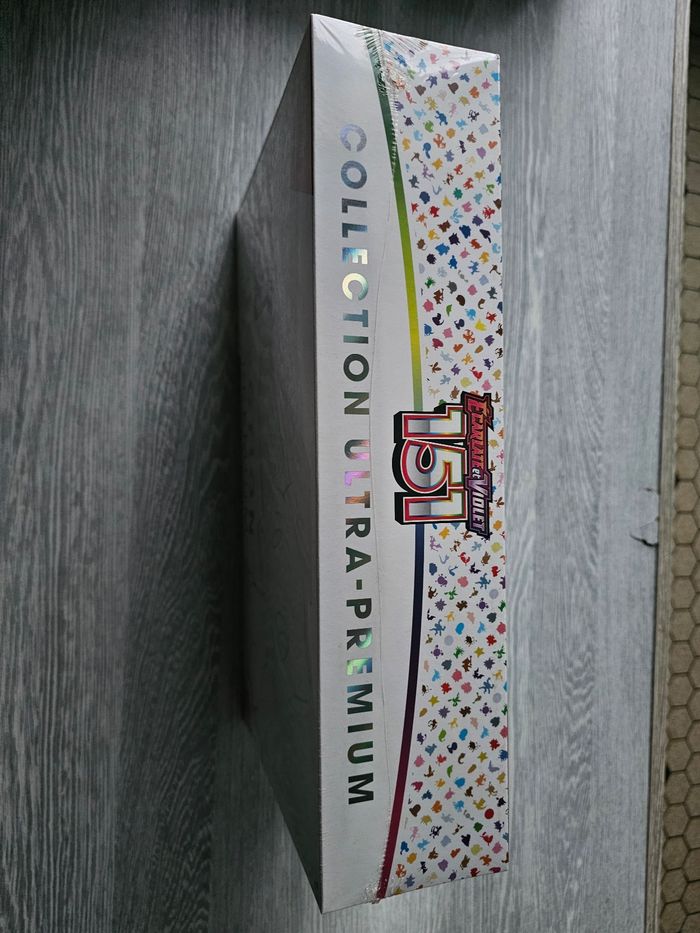 ÉCARLATE et VIOLET
151
COLLECTION ULTRA-PREMIUM